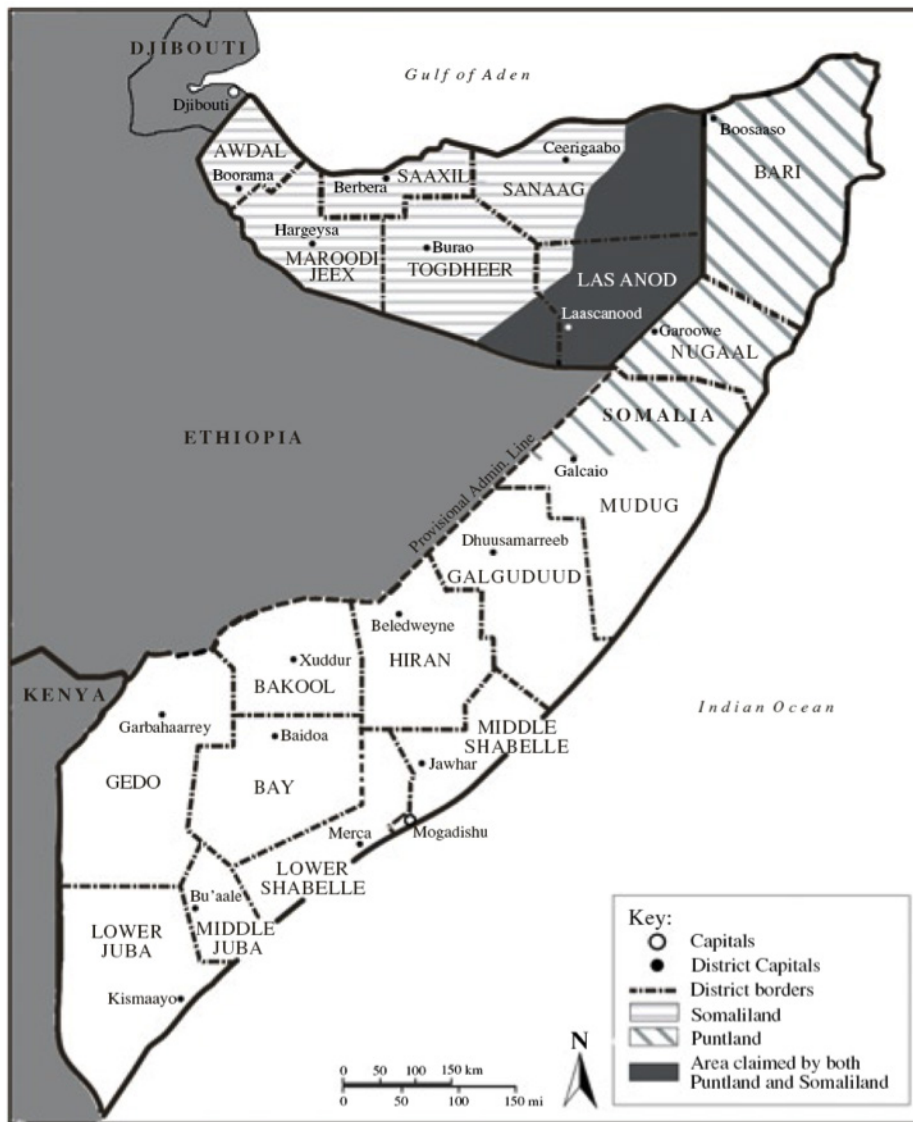 DJIBOUTI
Gulf of Aden
Djibouti
Boosaaso
AWDAL
Ceerigaabo
BARI
Boorama
Berbera
SAAXIL
SANAAG
Hargeysa
MAROODI
JEEX
Burao
TOGDHEER
LAS ANOD
Laascanood
Garoowe
NUGAAL
SOMALIA
ETHIOPIA
Provisional Admin. Line
Galcaio
MUDUG
Dhuusamarreeb
GALGUDUUD
Beledweyne
HIRAN
Xuddur
BAKOOL
KENYA
Garbahaarrey
Indian Ocean
MIDDLE
SHABELLE
Baidoa
BAY
Jawhar
GEDO
Merca
Mogadishu
LOWER
SHABELLE
Bu'aale
MIDDLE
JUBA
LOWER
JUBA
Kismaayo
Key:
Capitals
District Capitals
District borders
Somaliland
Puntland
Area claimed by both
Puntland and Somaliland
N
0 50 100 150 km
0 50 100 150 mi